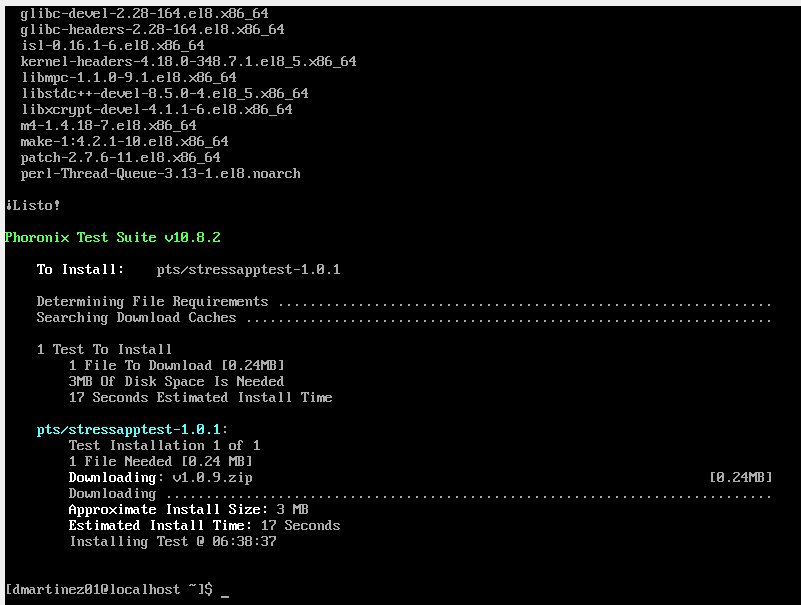 glibc-devel-2.28-164.el8.x86_64
glibc-headers-2.28-164.el8.x86_64
isl-0.16.1-6.el8.x86_64
kernel-headers-4.18.0-348.7.1.el8_5.x86_64
libmpc-1.1.0-9.1.el8.x86_64
libstdc++-devel-8.5.0-4.el8_5.x86_64
libxcrypt-devel-4.1.1-6.el8.x86_64
m4-1.4.18-7.el8.x86_64
make-1:4.2.1-10.el8.x86_64
patch-2.7.6-11.el8.x86_64
perl-Thread-Queue-3.13-1.el8.noarch
¡Listo!
Phoronix Test Suite v10.8.2
To Install: pts/stressapptest-1.0.1
Determining File Requirements ..............................................................
Searching Download Caches ..................................................................
1 Test To Install
1 File To Download [0.24MB]
3MB Of Disk Space Is Needed
17 Seconds Estimated Install Time
pts/stressapptest-1.0.1:
Test Installation 1 of 1
1 File Needed [0.24 MB]
Downloading: v1.0.9.zip [0.24MB]
Downloading ............................................................................
Approximate Install Size: 3 MB
Estimated Install Time: 17 Seconds
Installing Test @ 06:38:37
[dmartinez01@localhost ~]$ _